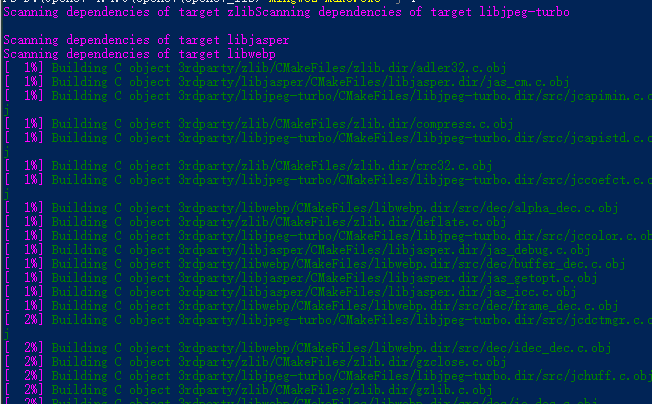 Scanning dependencies of target zlibScanning dependencies of target libjpeg-turbo
Scanning dependencies of target libjasper
Scanning dependencies of target libwebp
[  1%] Building C object 3rdparty/zlib/CMakeFiles/zlib.dir/adler32.c.obj
[  1%] Building C object 3rdparty/libjasper/CMakeFiles/libjasper.dir/jas_cm.c.obj
[  1%] Building C object 3rdparty/libjpeg-turbo/CMakeFiles/libjpeg-turbo.dir/src/jcapimin.c.o
j
[  1%] Building C object 3rdparty/zlib/CMakeFiles/zlib.dir/compress.c.obj
[  1%] Building C object 3rdparty/libjpeg-turbo/CMakeFiles/libjpeg-turbo.dir/src/jcapistd.c.o
j
[  1%] Building C object 3rdparty/zlib/CMakeFiles/zlib.dir/crc32.c.obj
[  1%] Building C object 3rdparty/libjpeg-turbo/CMakeFiles/libjpeg-turbo.dir/src/jccoefct.c.o
j
[  1%] Building C object 3rdparty/libwebp/CMakeFiles/libwebp.dir/src/dec/alpha_dec.c.obj
[  2%] Building C object 3rdparty/zlib/CMakeFiles/zlib.dir/deflate.c.obj
[  1%] Building C object 3rdparty/libjpeg-turbo/CMakeFiles/libjpeg-turbo.dir/src/jccolor.c.ob
[  1%] Building C object 3rdparty/libjasper/CMakeFiles/libjasper.dir/jas_debug.c.obj
[  1%] Building C object 3rdparty/libwebp/CMakeFiles/libwebp.dir/src/dec/buffer_dec.c.obj
[  1%] Building C object 3rdparty/libjasper/CMakeFiles/libjasper.dir/jas_getopt.c.obj
[  1%] Building C object 3rdparty/libjasper/CMakeFiles/libjasper.dir/jas_icc.c.obj
[  1%] Building C object 3rdparty/libwebp/CMakeFiles/libwebp.dir/src/dec/frame_dec.c.obj
[  2%] Building C object 3rdparty/libjpeg-turbo/CMakeFiles/libjpeg-turbo.dir/src/jcdctmgr.c.o
j
[  2%] Building C object 3rdparty/libwebp/CMakeFiles/libwebp.dir/src/dec/idec_dec.c.obj
[  2%] Building C object 3rdparty/zlib/CMakeFiles/zlib.dir/gzclose.c.obj
[  2%] Building C object 3rdparty/libjpeg-turbo/CMakeFiles/libjpeg-turbo.dir/src/jchuff.c.obj
[  2%] Building C object 3rdparty/zlib/CMakeFiles/zlib.dir/gzlib.c.obj